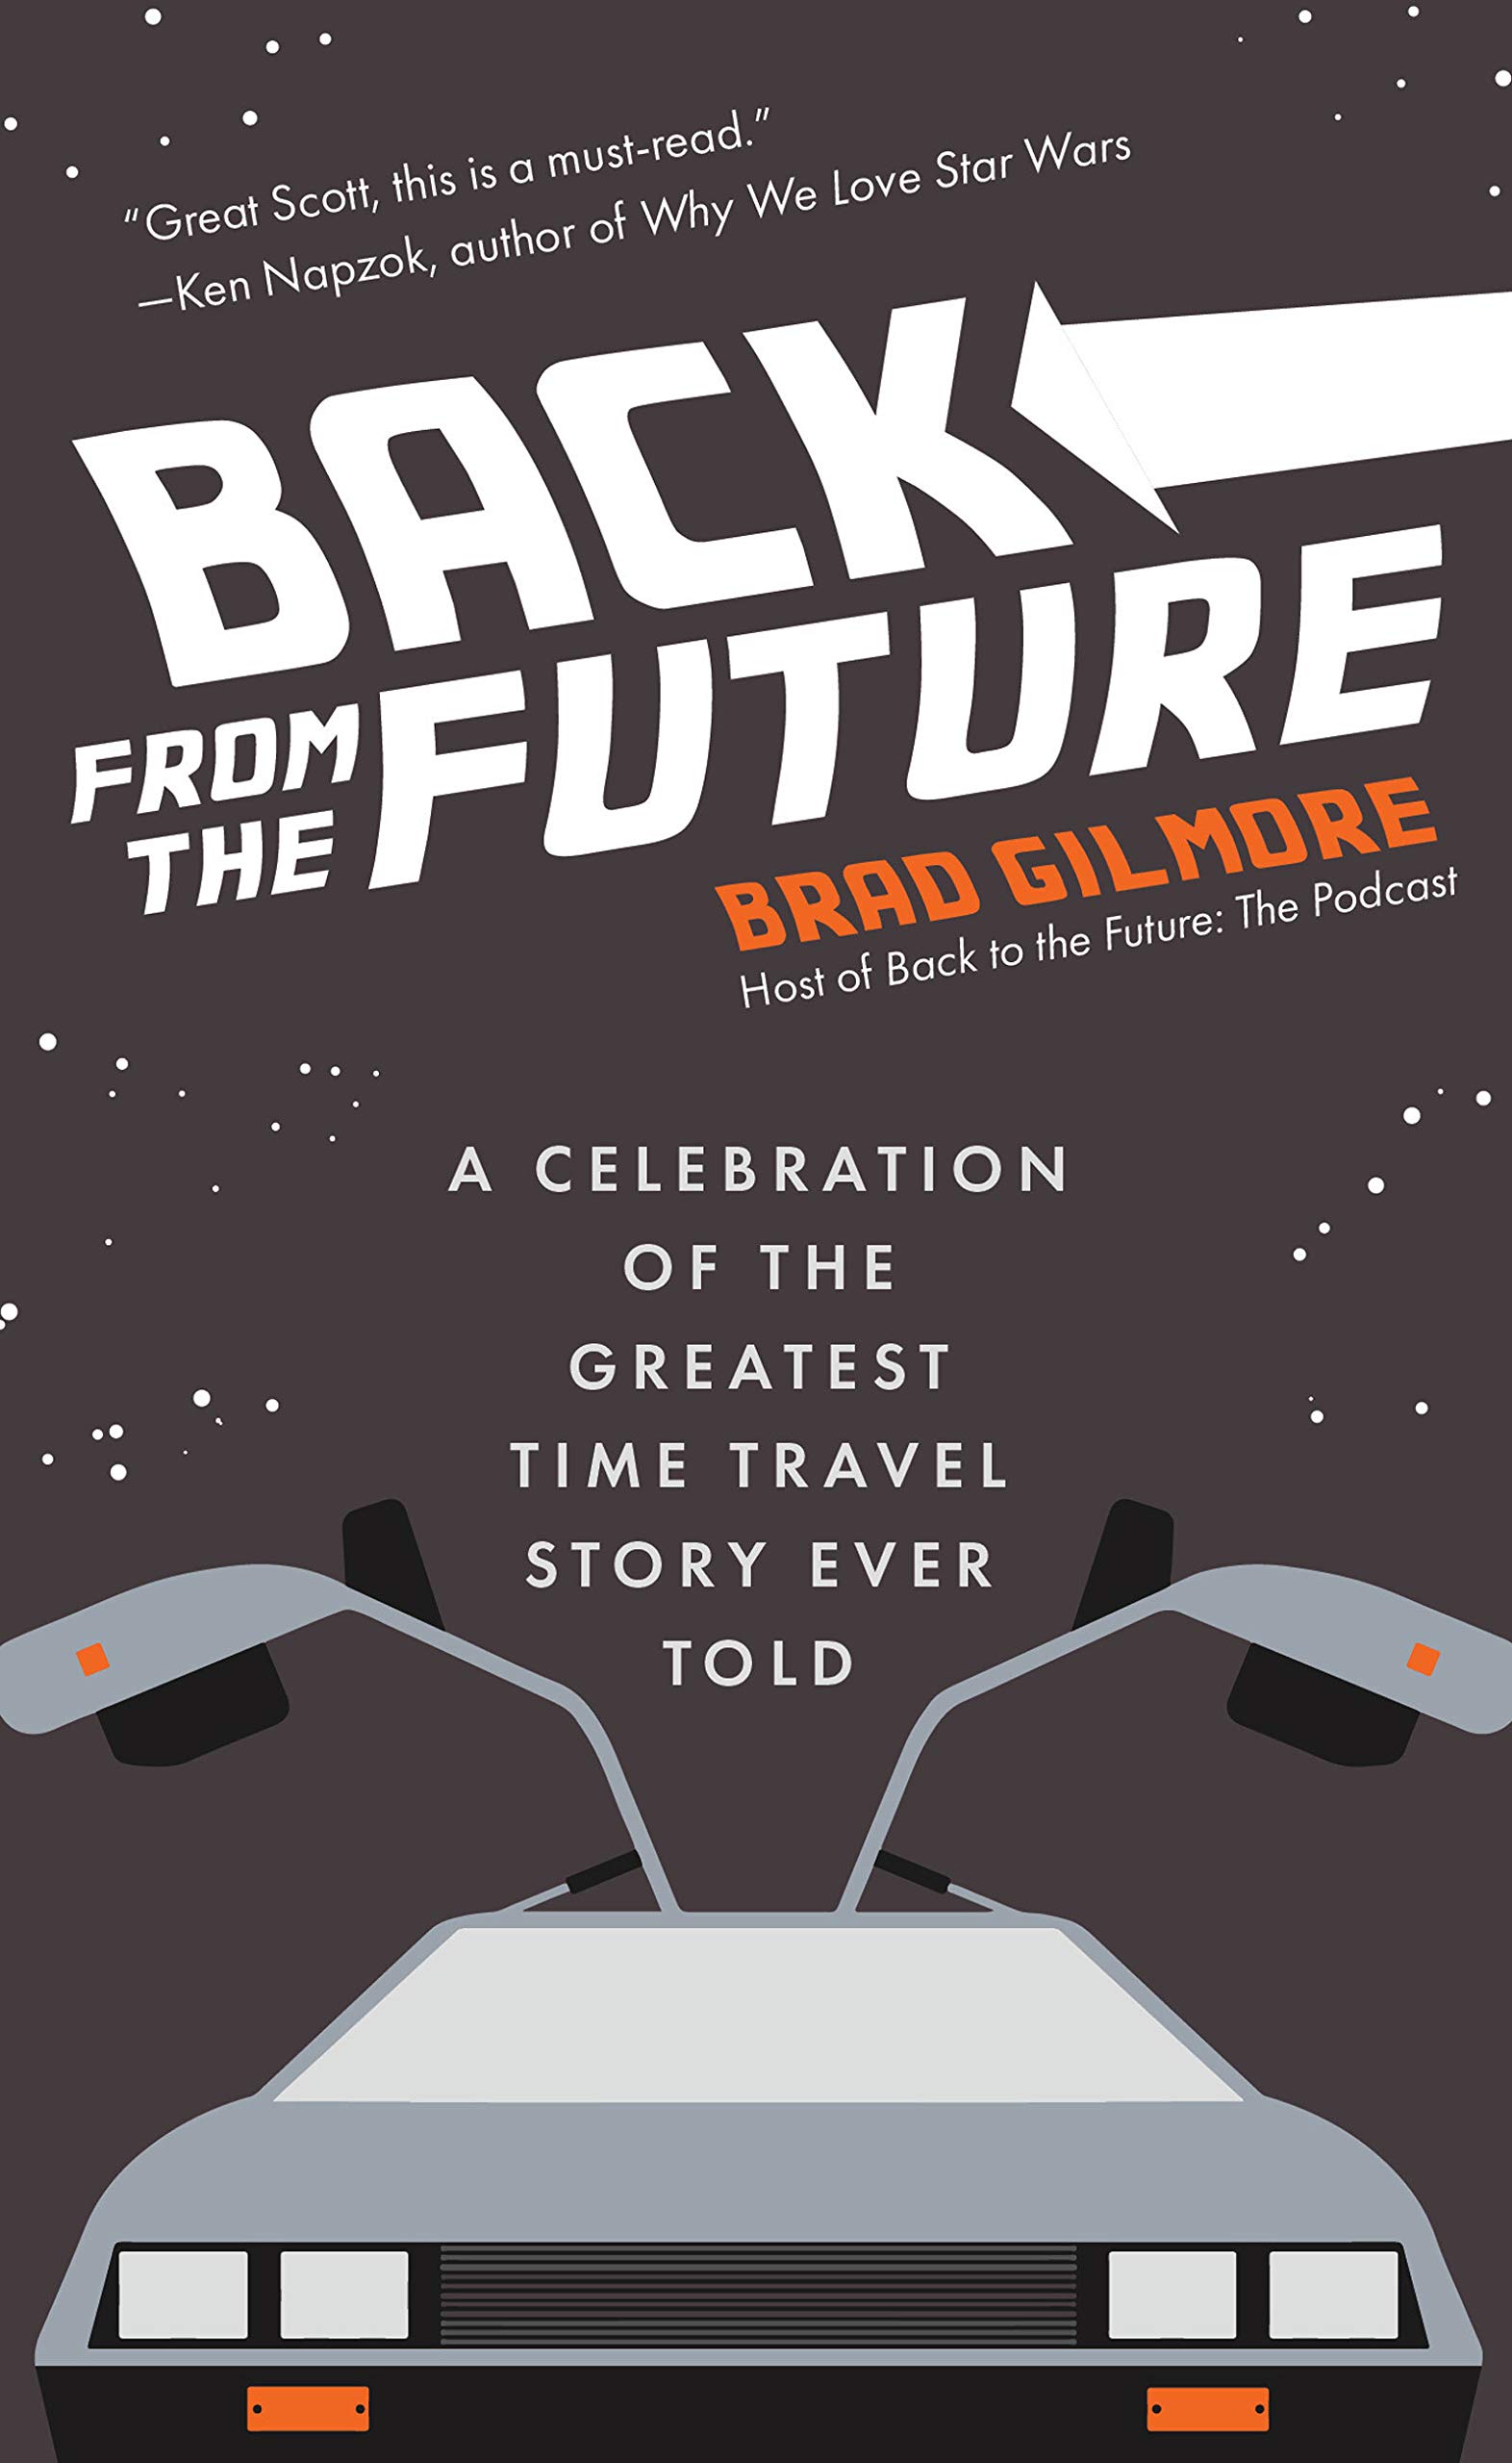 “Great Scott, this is a must-read.”
—Ken Napzok, author of Why We Love Star Wars
BACK
FROM
THE
FUTURE
BRAD GILMORE
Host of Back to the Future: The Podcast
A CELEBRATION
OF THE
GREATEST
TIME TRAVEL
STORY EVER
TOLD